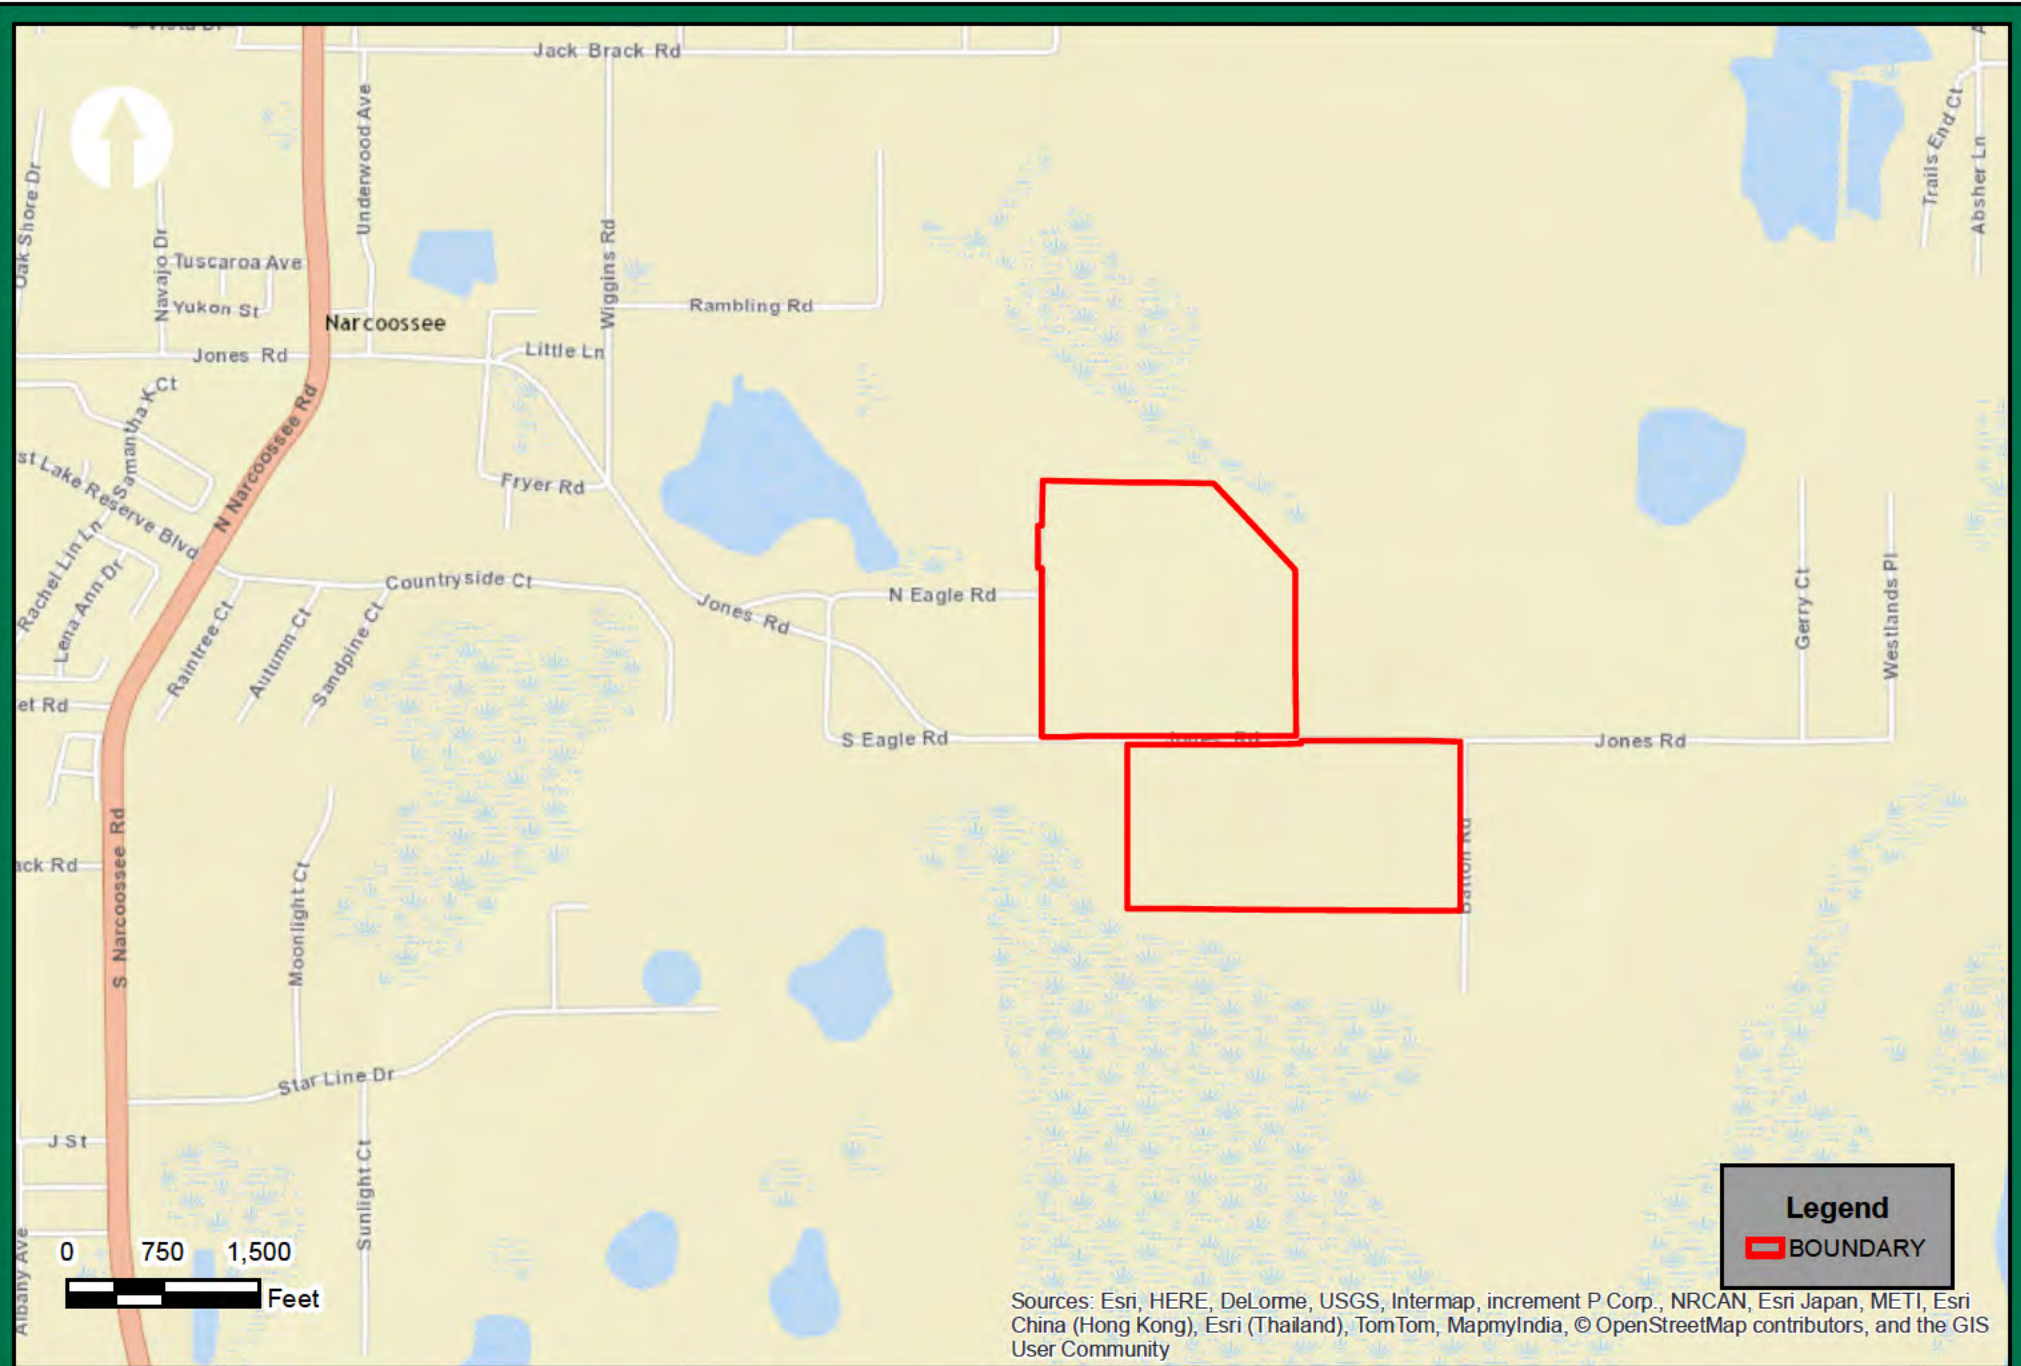 Jack Brack Rd
Underwood Ave
Oak Shore Dr
Navajo Dr
Tuscaroa Ave
Yukon St
Narcoossee
Wiggins Rd
Rambling Rd
Trails End Ct
Absher Ln
Jones Rd
Little Ln
Samantha K Ct
N Narcoossee Rd
st Lake Reserve Blvd
Fryer Rd
Rachel Lin Ln
Lena Ann Dr
Countryside Ct
Raintree Ct
Autumn Ct
Sandpine Ct
Jones Rd
N Eagle Rd
Gerry Ct
Westlands Pl
et Rd
S Eagle Rd
Jones Rd
Jones Rd
ack Rd
S Narcoossee Rd
Moonlight Ct
Star Line Dr
J St
Sunlight Ct
Albany Ave
0 750 1,500
Feet
Legend
BOUNDARY
Sources: Esri, HERE, DeLorme, USGS, Intermap, increment P Corp., NRCAN, Esri Japan, METI, Esri
China (Hong Kong), Esri (Thailand), TomTom, MapmyIndia, © OpenStreetMap contributors, and the GIS
User Community